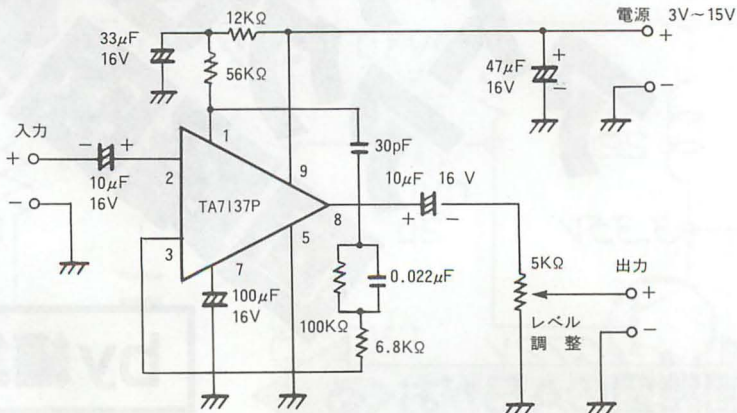 電源 3V～15V
12KΩ
33μF
16V
56KΩ
+
47μF
16V
-
+
-
入力
+
-
- +
10μF
16V
1
2
3
TA7137P
9
8
5
7
30pF
10μF 16 V
+ -
100μF
16V
0.022μF
100KΩ
6.8KΩ
5KΩ
出力
+
-
レベル
調 整